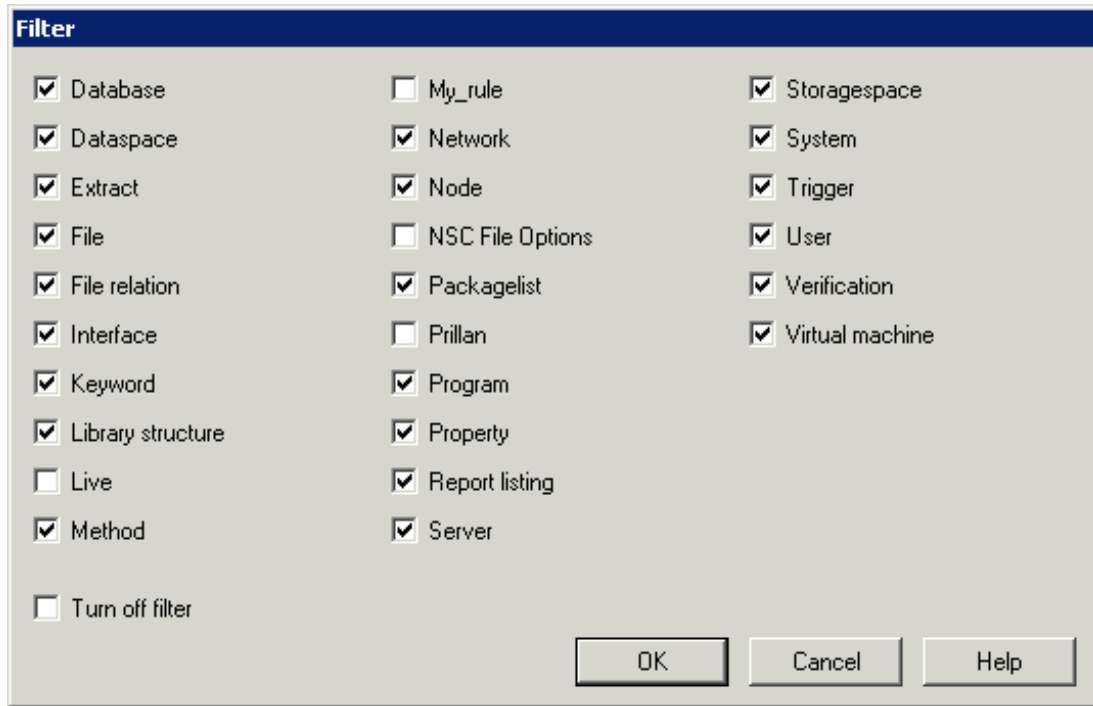 Filter
Database
Dataspace
Extract
File
File relation
Interface
Keyword
Library structure
Live
Method
My_rule
Network
Node
NSC File Options
Packagelist
Prillan
Program
Property
Report listing
Server
Storagespace
System
Trigger
User
Verification
Virtual machine
Turn off filter
OK
Cancel
Help